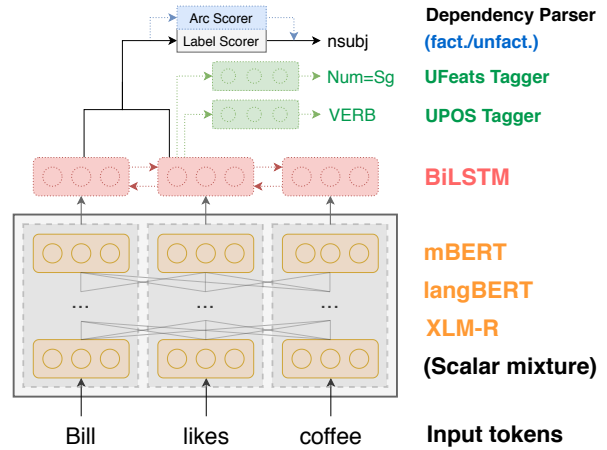 Arc Scorer
Dependency Parser
Label Scorer
nsubj
(fact./unfact.)
Num=Sg
UFeats Tagger
VERB
UPOS Tagger
BiLSTM
mBERT
langBERT
... ... ...
XLM-R
(Scalar mixture)
Bill likes coffee
Input tokens